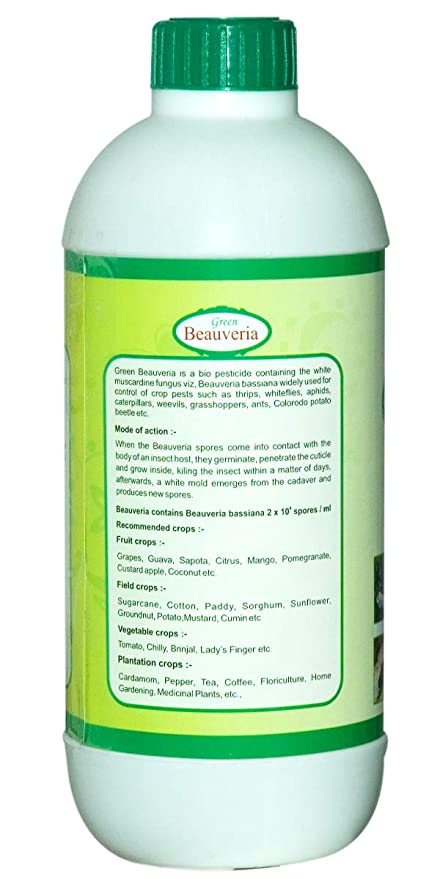 Green
Beauveria
Green Beauveria is a bio pesticide containing the white
muscardine fungus viz, Beauveria bassiana widely used for
control of crop pests such as thrips, whiteflies, aphids,
caterpillars, weevils, grasshoppers, ants, Colorodo potato
beetle etc.
Mode of action :-
When the Beauveria spores come into contact with the
body of an insect host, they germinate, penetrate the cuticle
and grow inside, kiling the insect within a matter of days,
afterwards, a white mold emerges from the cadaver and
produces new spores.
Beauveria contains Beauveria bassiana 2 x 10 spores / ml
Recommended crops :-
Fruit crops :-
Grapes, Guava, Sapota, Citrus, Mango, Pomegranate,
Custard apple, Coconut etc
Field crops :-
Sugarcane, Cotton, Paddy, Sorghum, Sunflower,
Groundnut, Potato,Mustard, Cumin etc
Vegetable crops :-
Tomato, Chilly, Brinjal, Lady's Finger etc
Plantation crops :-
Cardamom, Pepper, Tea, Coffee, Floriculture, Home
Gardening, Medicinal Plants, etc.,